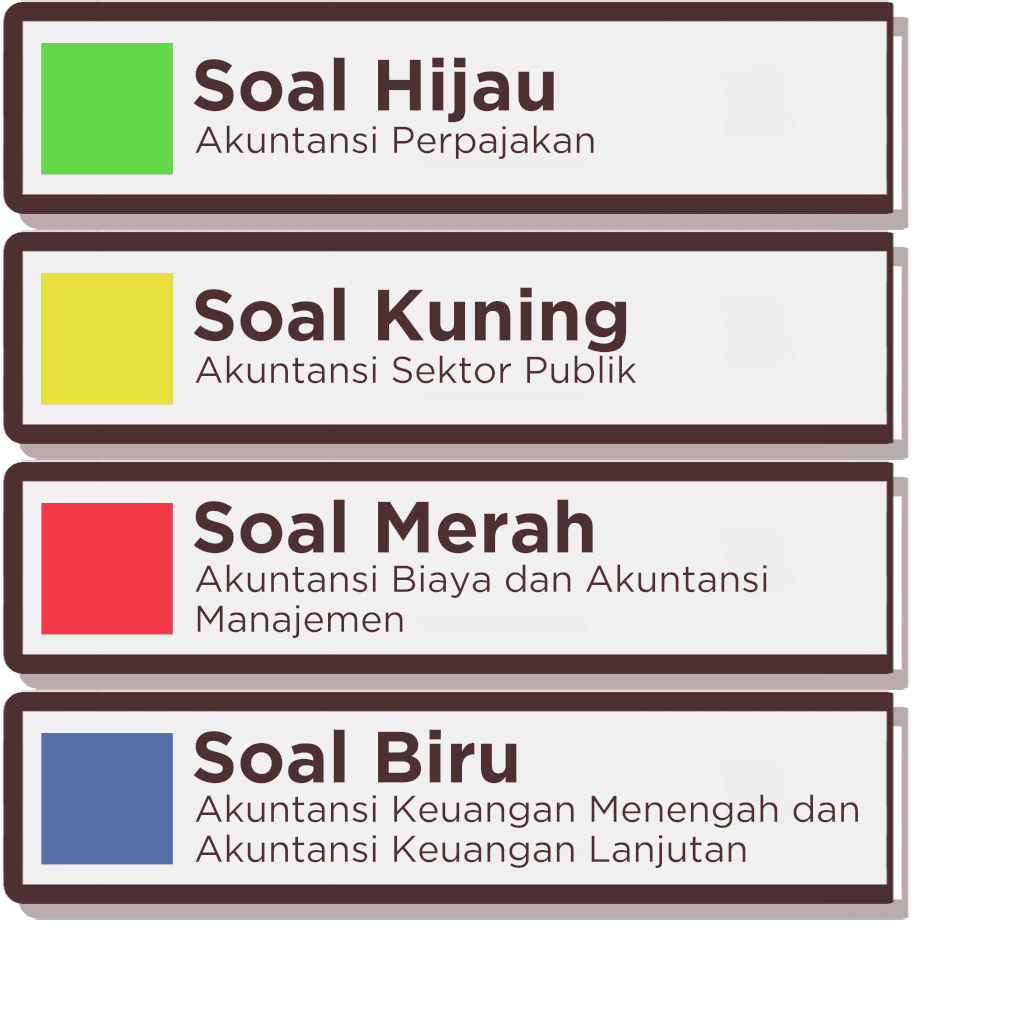 Soal Hijau
Akuntansi Perpajakan
Soal Kuning
Akuntansi Sektor Publik
Soal Merah
Akuntansi Biaya dan Akuntansi
Manajemen
Soal Biru
Akuntansi Keuangan Menengah dan
Akuntansi Keuangan Lanjutan